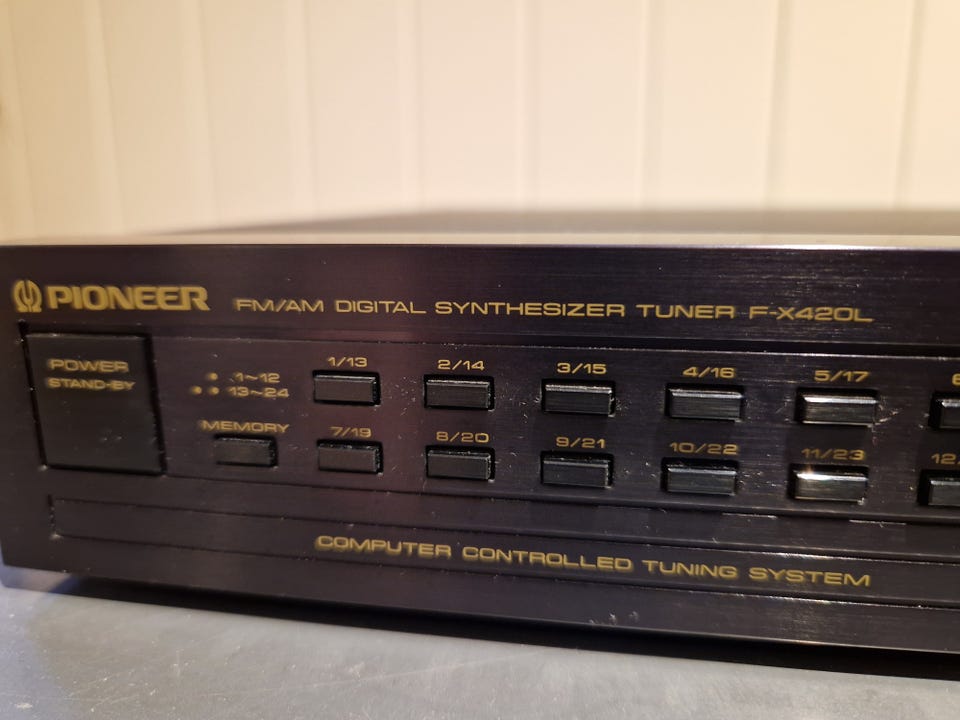 PIONEER FM/AM DIGITAL SYNTHESIZER TUNER F-X420L
POWER
STAND-BY
1~12
13~24
MEMORY
1/13 2/14 3/15 4/16 5/17 6
7/19 8/20 9/21 10/22 11/23 12
COMPUTER CONTROLLED TUNING SYSTEM